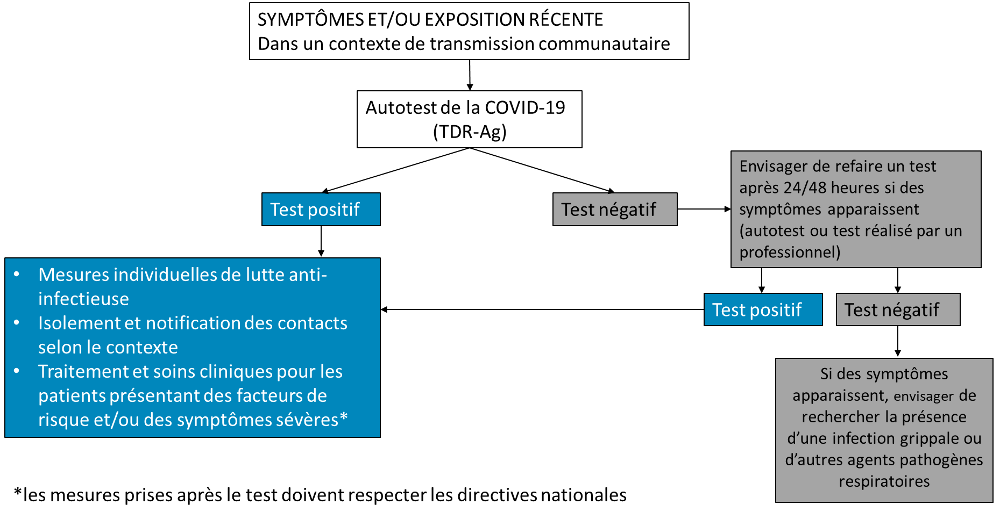 SYMPTÔMES ET/OU EXPOSITION RÉCENTE
Dans un contexte de transmission communautaire
Autotest de la COVID-19
(TDR-Ag)
Test positif
Test négatif
Envisager de refaire un test
après 24/48 heures si des
symptômes apparaissent
(autotest ou test réalisé par un
professionnel)
• Mesures individuelles de lutte anti-
infectieuse
• Isolement et notification des contacts
selon le contexte
• Traitement et soins cliniques pour les
patients présentant des facteurs de
risque et/ou des symptômes sévères*
Test positif
Test négatif
Si des symptômes
apparaissent, envisager de
rechercher la présence
d’une infection grippale ou
d’autres agents pathogènes
respiratoires
*les mesures prises après le test doivent respecter les directives nationales